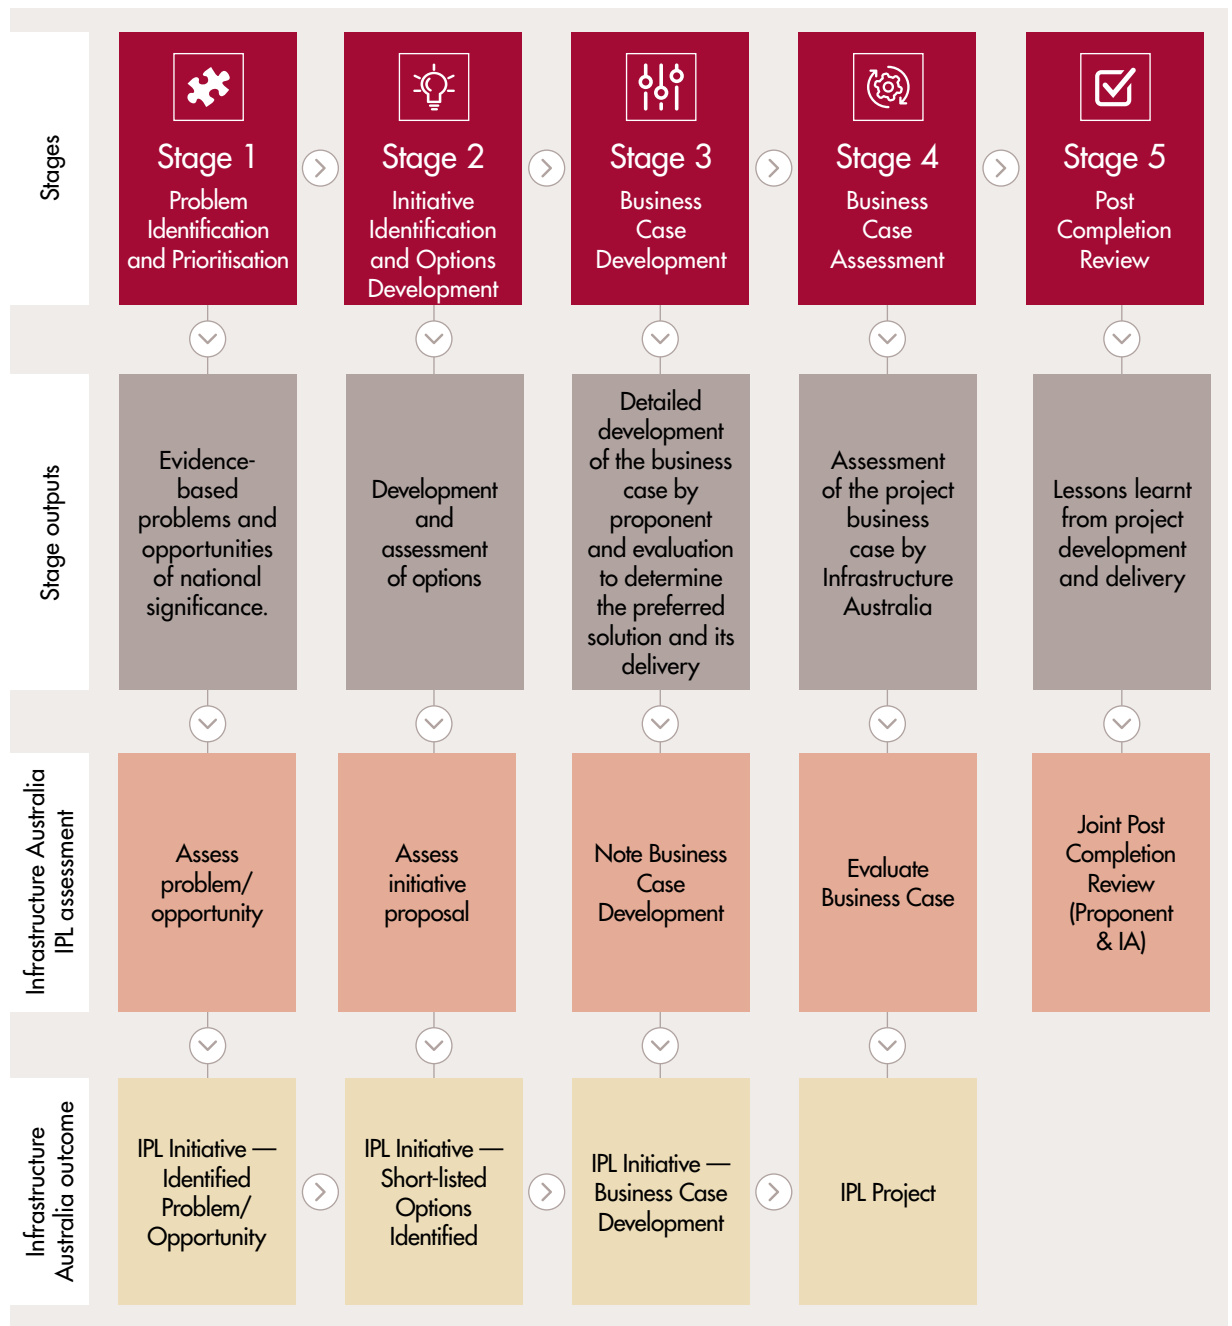 Stages
Stage 1
Problem
Identification
and Prioritisation
Stage 2
Initiative
Identification
and Options
Development
Stage 3
Business
Case
Development
Stage 4
Business
Case
Assessment
Stage 5
Post
Completion
Review
Stage outputs
Evidence-
based
problems and
opportunities
of national
significance.
Development
and
assessment
of options
Detailed
development
of the business
case by
proponent
and evaluation
to determine
the preferred
solution and its
delivery
Assessment
of the project
business
case by
Infrastructure
Australia
Lessons learnt
from project
development
and delivery
Infrastructure Australia
IPL assessment
Assess
problem/
opportunity
Assess
initiative
proposal
Note Business
Case
Development
Evaluate
Business Case
Joint Post
Completion
Review
(Proponent
& IA)
Infrastructure
Australia outcome
IPL Initiative —
Identified
Problem/
Opportunity
IPL Initiative —
Short-listed
Options
Identified
IPL Initiative —
Business Case
Development
IPL Project